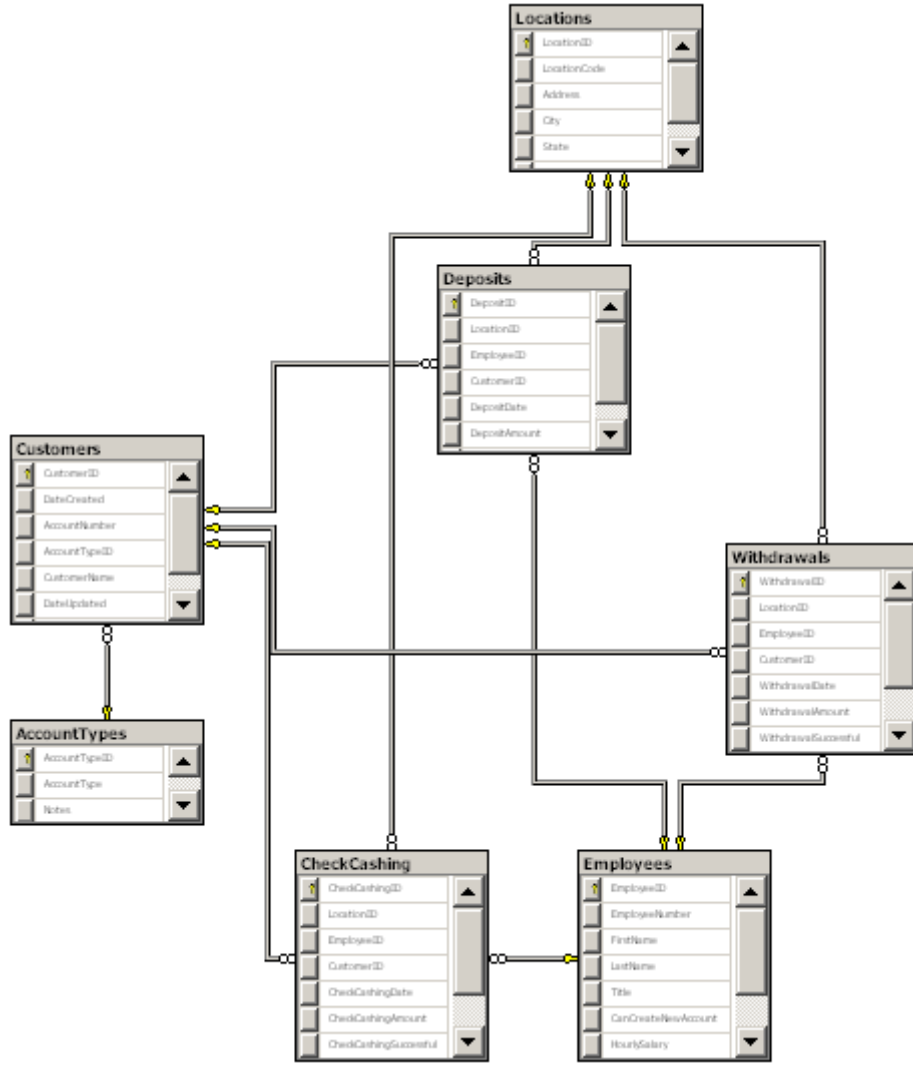 Locations
LocationID
LocationCode
Address
City
State
Deposits
DepositID
LocationID
EmployeeID
CustomerID
DepositDate
DepositAmount
Customers
CustomerID
DateCreated
AccountNumber
AccountTypeID
CustomerName
DateUpdated
Withdrawals
WithdrawalID
LocationID
EmployeeID
CustomerID
WithdrawalDate
WithdrawalAmount
WithdrawalSuccessful
AccountTypes
AccountTypeID
AccountType
Notes
CheckCashing
CheckCashingID
LocationID
EmployeeID
CustomerID
CheckCashingDate
CheckCashingAmount
CheckCashingSuccessful
Employees
EmployeeID
EmployeeNumber
FirstName
LastName
Title
CanCreateNewAccount
HourlySalary